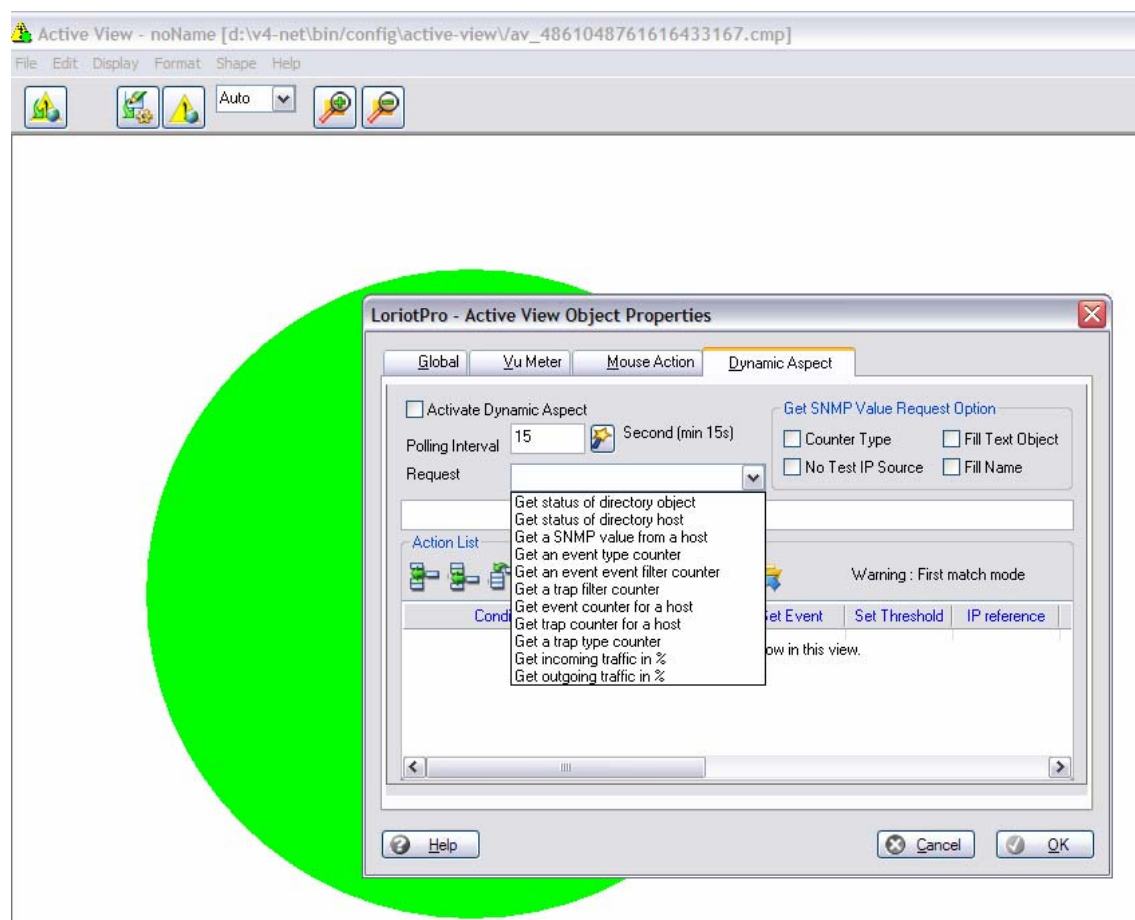 Active View - noName [d:\v4-net\bin/config\active-view\/av_4861048761616433167.cmp]
File Edit Display Format Shape Help
Auto
LoriotPro - Active View Object Properties
Global Vu Meter Mouse Action Dynamic Aspect
Activate Dynamic Aspect
Get SNMP Value Request Option
Polling Interval 15 Second (min 15s)
Counter Type Fill Text Object
No Test IP Source Fill Name
Request
Get status of directory object
Get status of directory host
Get a SNMP value from a host
Get an event type counter
Get an event event filter counter
Get a trap filter counter
Get event counter for a host
Get trap counter for a host
Get a trap type counter
Get incoming traffic in %
Get outgoing traffic in %
Action List
Warning : First match mode
Condi et Event Set Threshold IP reference
ow in this view.
Help Cancel OK